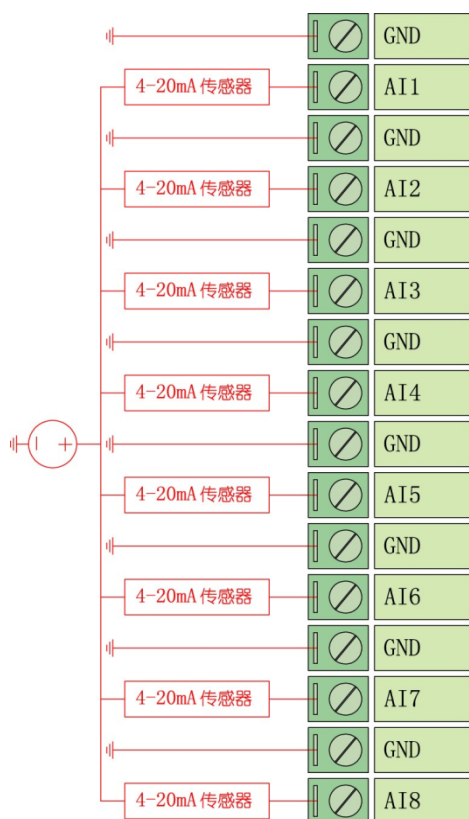 GND
4-20mA 传感器 AI1
GND
4-20mA 传感器 AI2
GND
4-20mA 传感器 AI3
GND
4-20mA 传感器 AI4
- + GND
4-20mA 传感器 AI5
GND
4-20mA 传感器 AI6
GND
4-20mA 传感器 AI7
GND
4-20mA 传感器 AI8